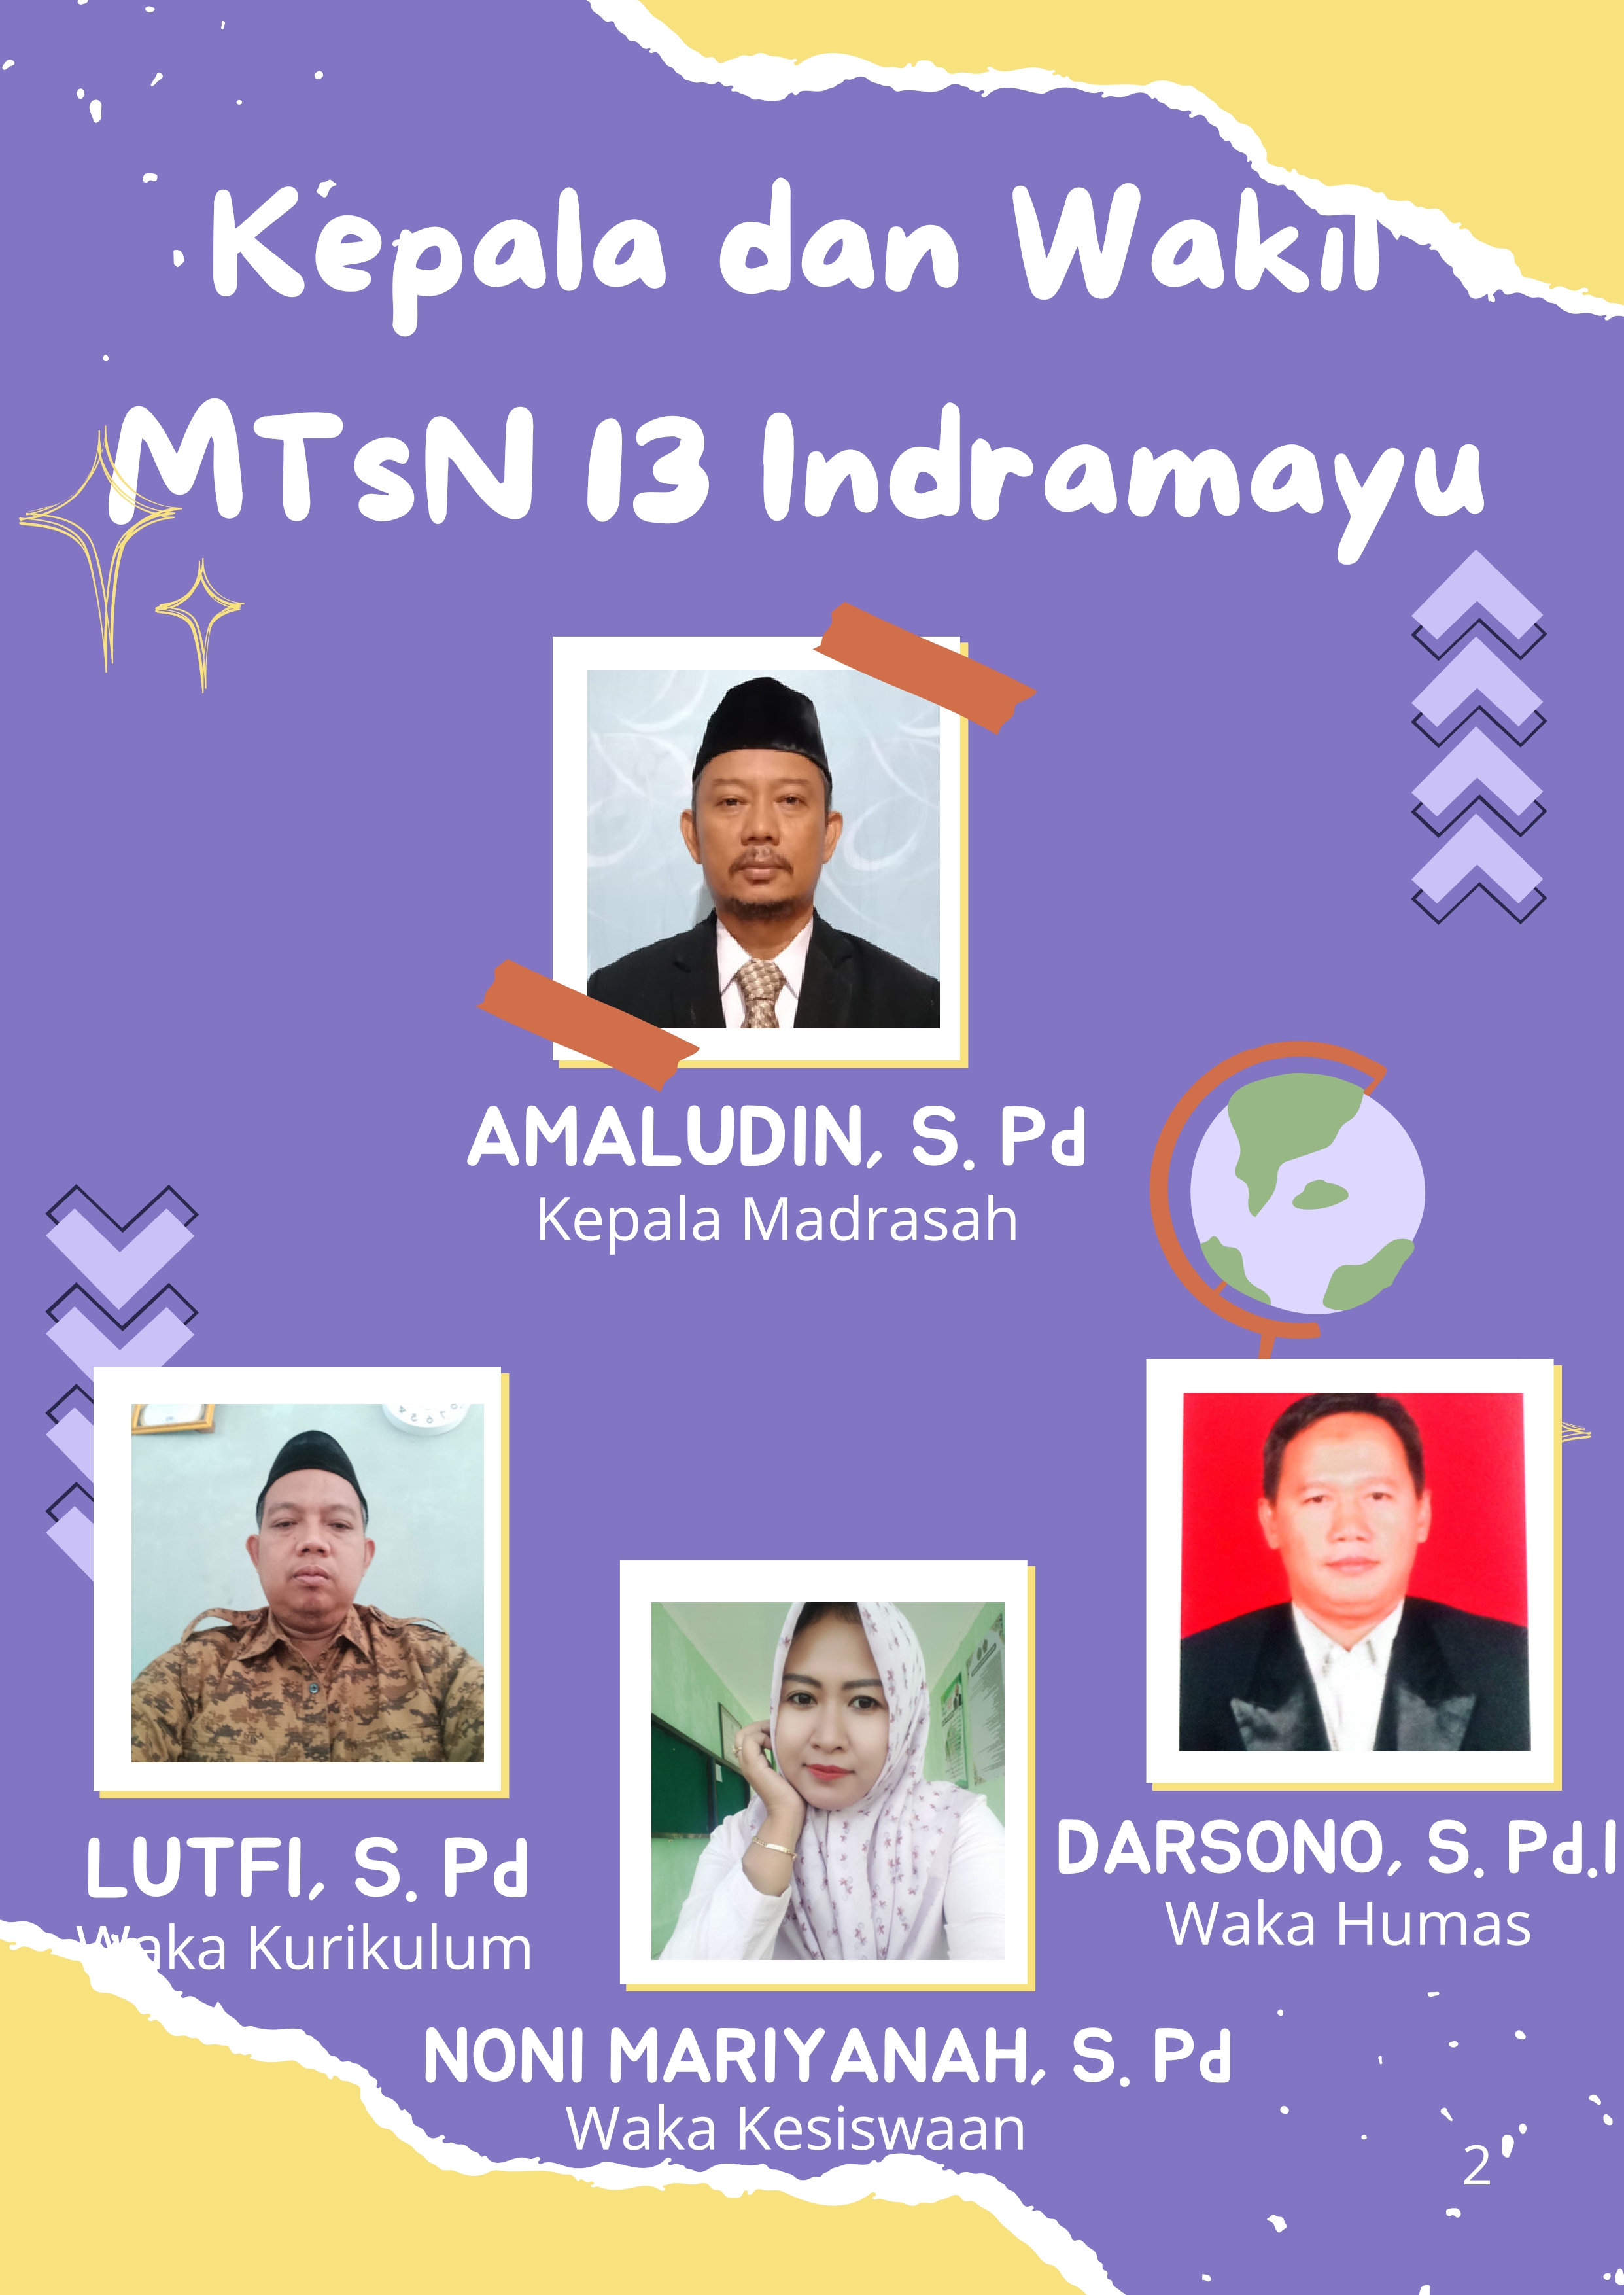 Kepala dan Wakil
MTsN 13 Indramayu
AMALUDIN, S. Pd
Kepala Madrasah
LUTFI, S. Pd
Waka Kurikulum
DARSONO, S. Pd.I
Waka Humas
NONI MARIYANAH, S. Pd
Waka Kesiswaan
2